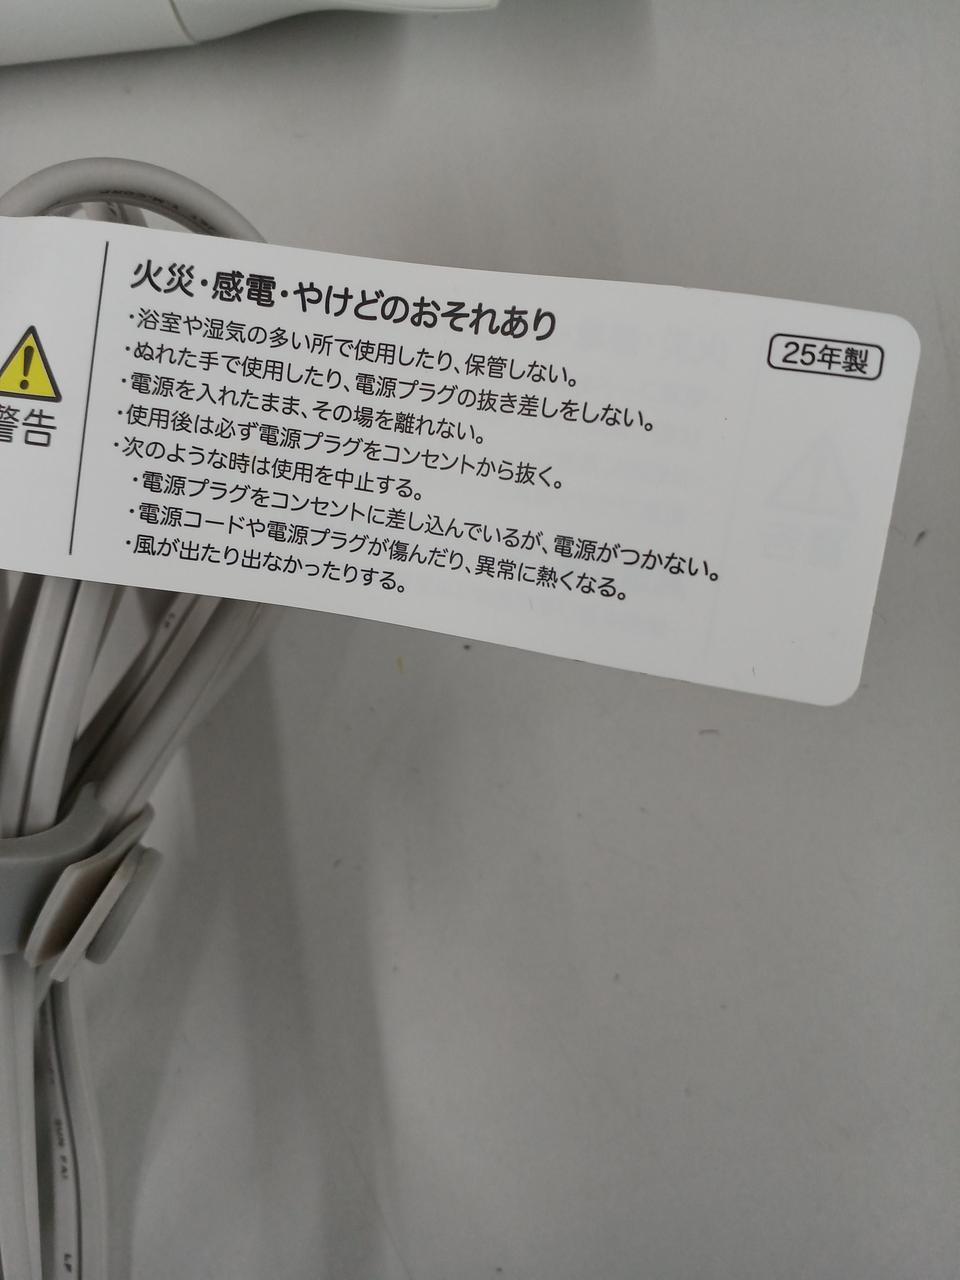 火災・感電・やけどのおそれあり
25年製
・浴室や湿気の多い所で使用したり、保管しない。
・ぬれた手で使用したり、電源プラグの抜き差しをしない。
・電源を入れたまま、その場を離れない。
・使用後は必ず電源プラグをコンセントから抜く。
・次のような時は使用を中止する。
・電源プラグをコンセントに差し込んでいるが、電源がつかない。
・電源コードや電源プラグが傷んだり、異常に熱くなる。
・風が出たり出なかったりする。
警告